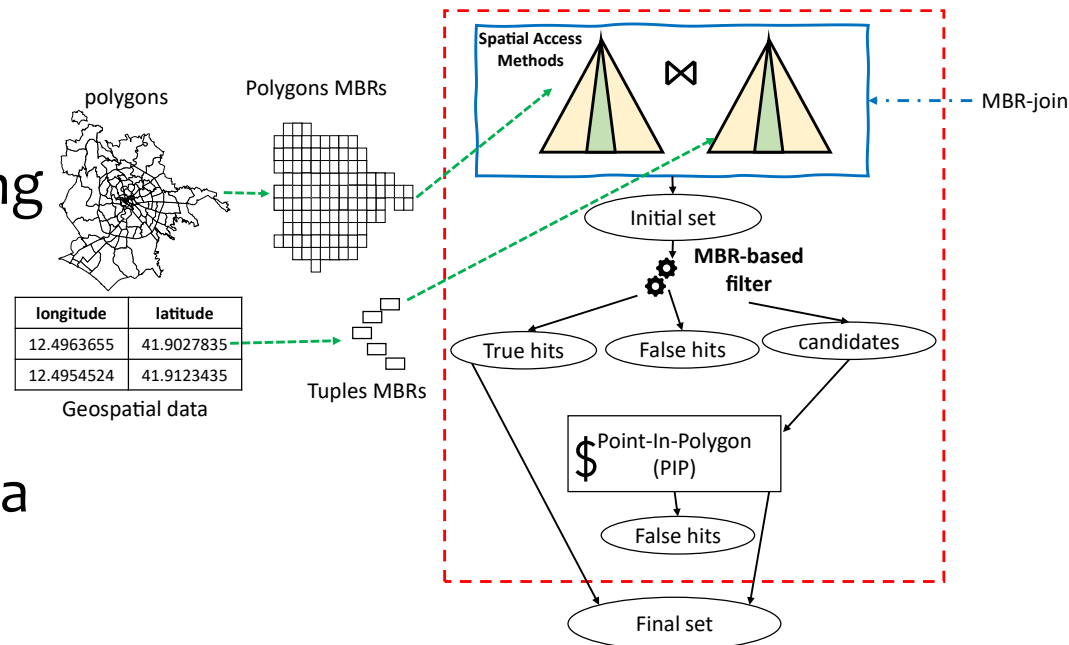 Spatial Access
Methods
⋈
MBR-join
polygons
Polygons MBRs
ng
longitude latitude
12.4963655 41.9027835
12.4954524 41.9123435
Geospatial data
Tuples MBRs
a
Initial set
MBR-based
filter
True hits
False hits
candidates
$
Point-In-Polygon
(PIP)
False hits
Final set